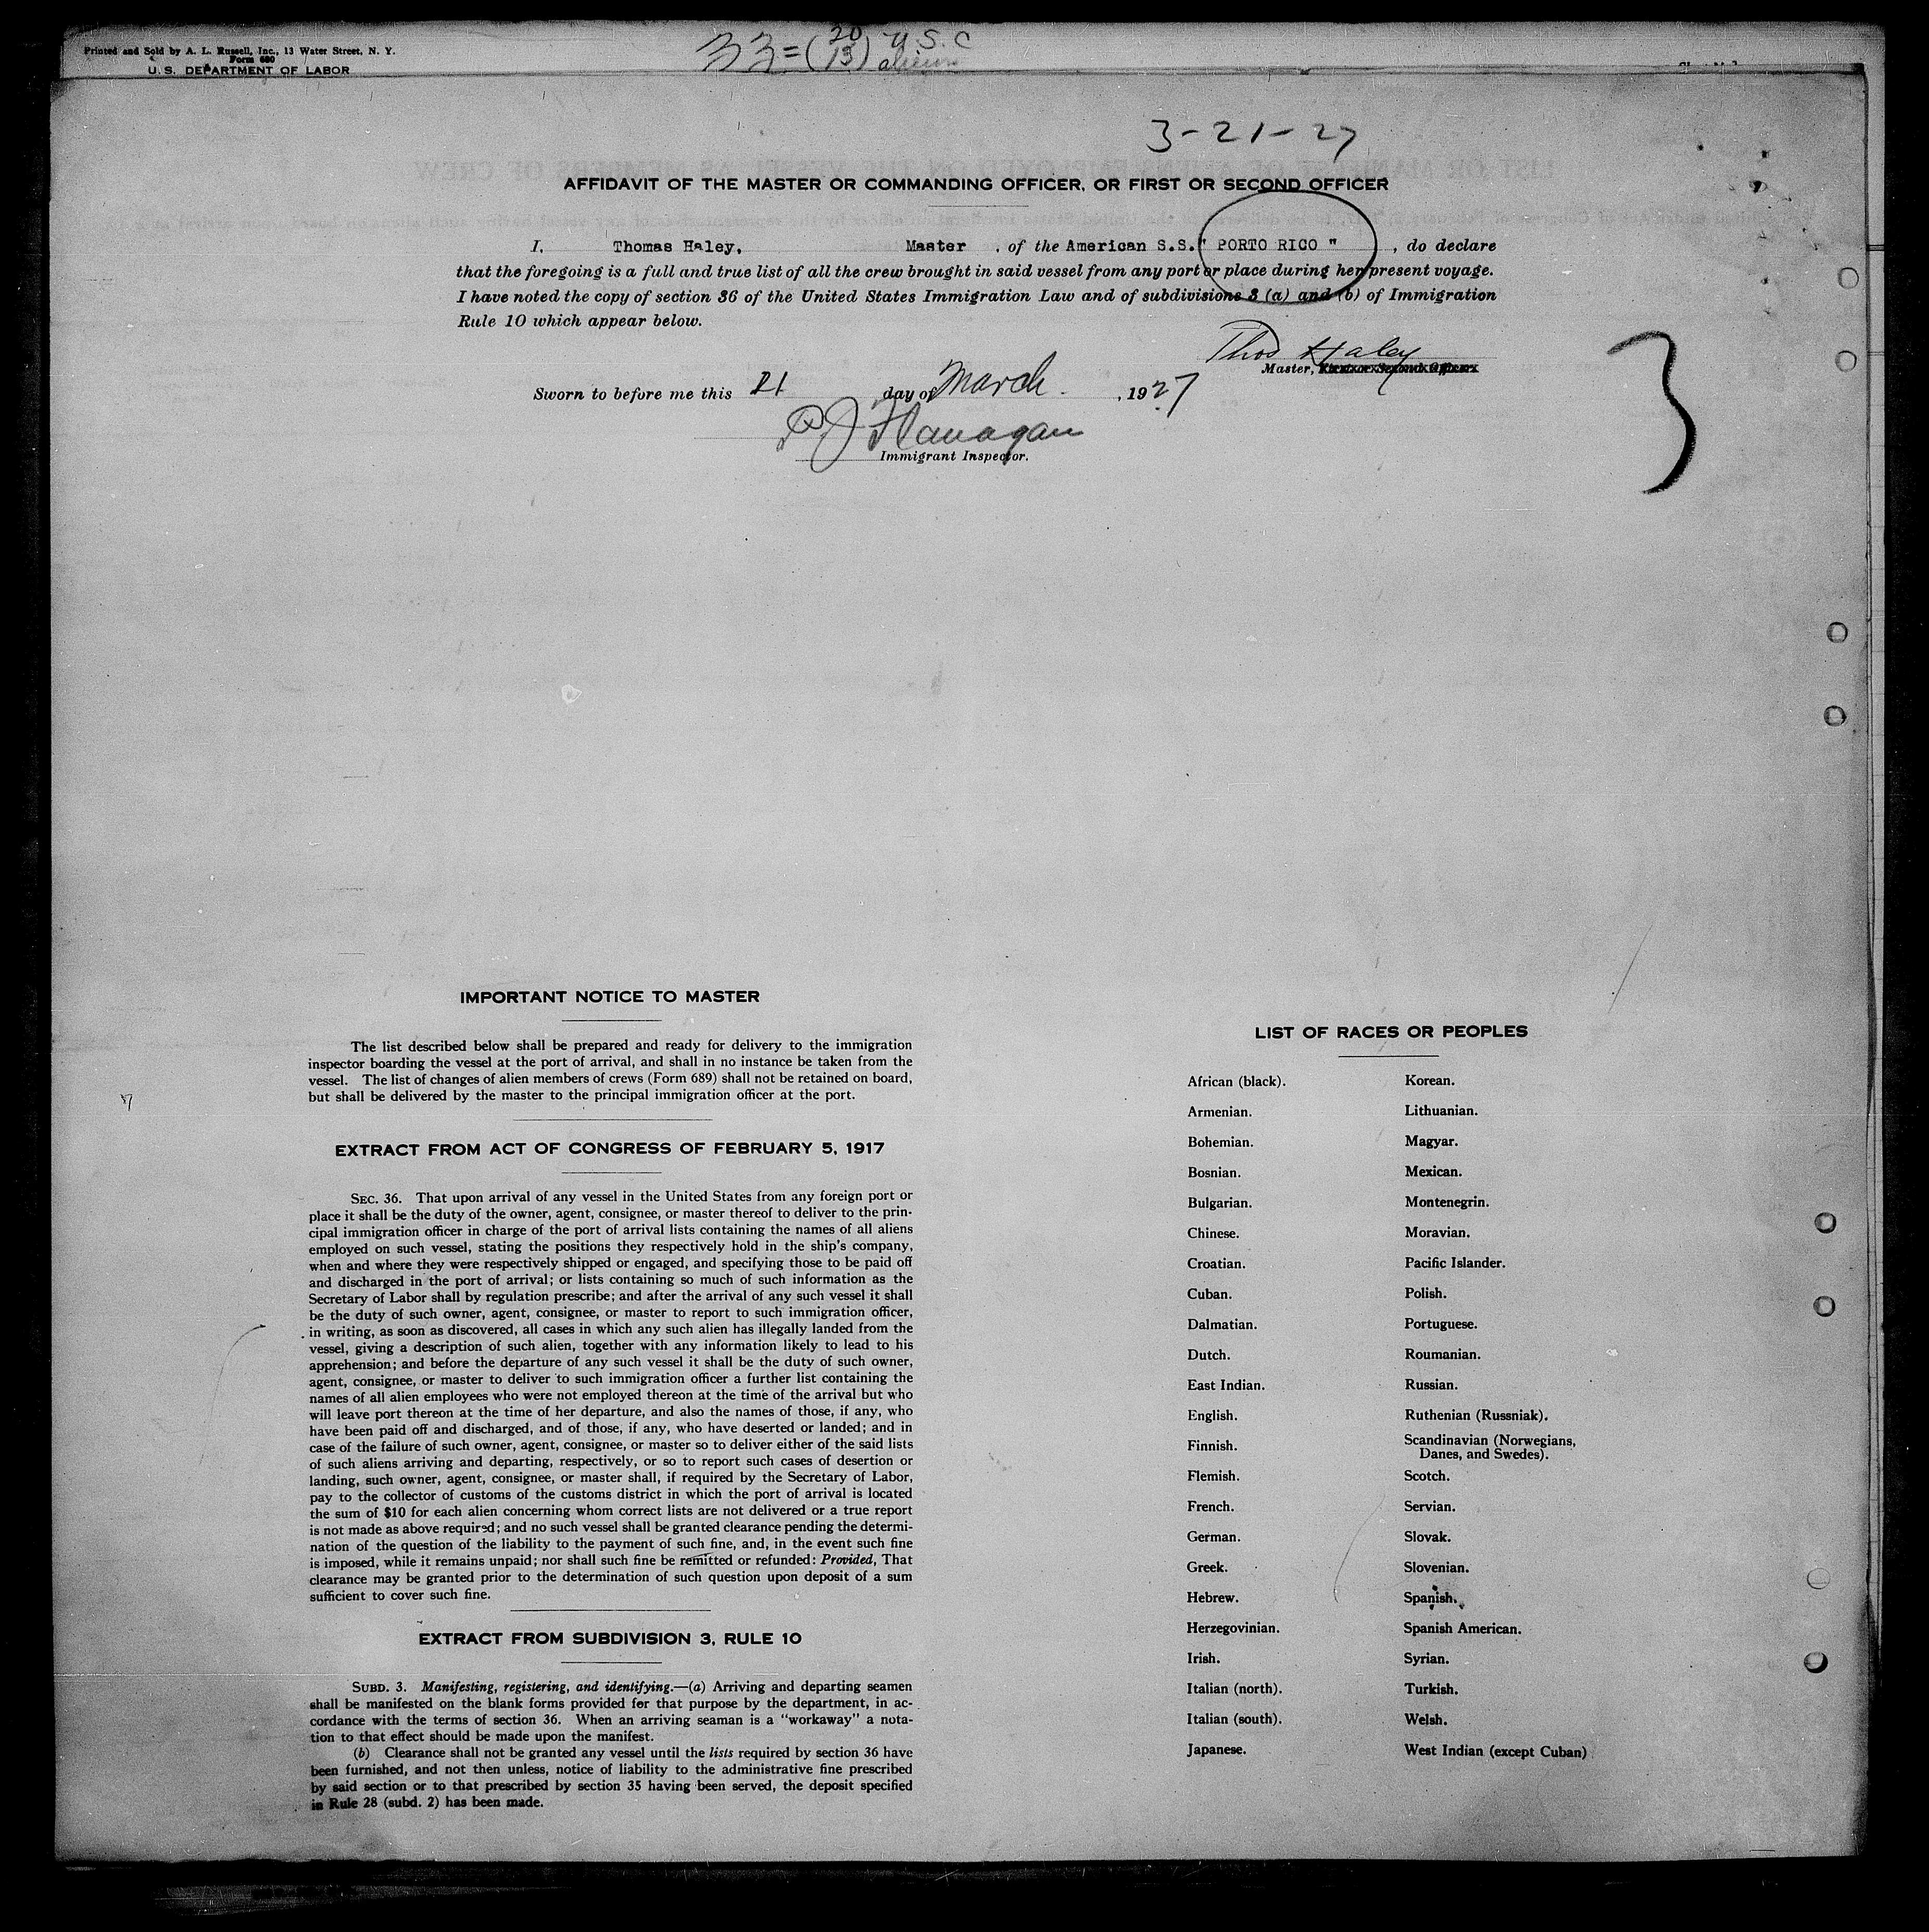 Printed and Sold by A. L. Russell, Inc., 13 Water Street, N. Y.
Form 680
U. S. DEPARTMENT OF LABOR
33=(20 U.S.C
13) aliens
3-21-27
AFFIDAVIT OF THE MASTER OR COMMANDING OFFICER, OR FIRST OR SECOND OFFICER
I, Thomas Haley, Master , of the American S.S." PORTO RICO " , do declare
that the foregoing is a full and true list of all the crew brought in said vessel from any port or place during her present voyage.
I have noted the copy of section 36 of the United States Immigration Law and of subdivisions 3 (a) and (b) of Immigration
Rule 10 which appear below.
Thos Haley
Master, First or Second Officer.
3
Sworn to before me this 21 day of March. , 1927
P J Flanagan
Immigrant Inspector.
IMPORTANT NOTICE TO MASTER
The list described below shall be prepared and ready for delivery to the immigration
inspector boarding the vessel at the port of arrival, and shall in no instance be taken from the
vessel. The list of changes of alien members of crews (Form 689) shall not be retained on board,
but shall be delivered by the master to the principal immigration officer at the port.
EXTRACT FROM ACT OF CONGRESS OF FEBRUARY 5, 1917
SEC. 36. That upon arrival of any vessel in the United States from any foreign port or
place it shall be the duty of the owner, agent, consignee, or master thereof to deliver to the prin-
cipal immigration officer in charge of the port of arrival lists containing the names of all aliens
employed on such vessel, stating the positions they respectively hold in the ship's company,
when and where they were respectively shipped or engaged, and specifying those to be paid off
and discharged in the port of arrival; or lists containing so much of such information as the
Secretary of Labor shall by regulation prescribe; and after the arrival of any such vessel it shall
be the duty of such owner, agent, consignee, or master to report to such immigration officer,
in writing, as soon as discovered, all cases in which any such alien has illegally landed from the
vessel, giving a description of such alien, together with any information likely to lead to his
apprehension; and before the departure of any such vessel it shall be the duty of such owner,
agent, consignee, or master to deliver to such immigration officer a further list containing the
names of all alien employees who were not employed thereon at the time of the arrival but who
will leave port thereon at the time of her departure, and also the names of those, if any, who
have been paid off and discharged, and of those, if any, who have deserted or landed; and in
case of the failure of such owner, agent, consignee, or master so to deliver either of the said lists
of such aliens arriving and departing, respectively, or so to report such cases of desertion or
landing, such owner, agent, consignee, or master shall, if required by the Secretary of Labor,
pay to the collector of customs of the customs district in which the port of arrival is located
the sum of $10 for each alien concerning whom correct lists are not delivered or a true report
is not made as above required; and no such vessel shall be granted clearance pending the determi-
nation of the question of the liability to the payment of such fine, and, in the event such fine
is imposed, while it remains unpaid; nor shall such fine be remitted or refunded: Provided, That
clearance may be granted prior to the determination of such question upon deposit of a sum
sufficient to cover such fine.
EXTRACT FROM SUBDIVISION 3, RULE 10
SUBD. 3. Manifesting, registering, and identifying.—(a) Arriving and departing seamen
shall be manifested on the blank forms provided for that purpose by the department, in ac-
cordance with the terms of section 36. When an arriving seaman is a "workaway" a nota-
tion to that effect should be made upon the manifest.
(b) Clearance shall not be granted any vessel until the lists required by section 36 have
been furnished, and not then unless, notice of liability to the administrative fine prescribed
by said section or to that prescribed by section 35 having been served, the deposit specified
in Rule 28 (subd. 2) has been made.
LIST OF RACES OR PEOPLES
African (black). Korean.
Armenian. Lithuanian.
Bohemian. Magyar.
Bosnian. Mexican.
Bulgarian. Montenegrin.
Chinese. Moravian.
Croatian. Pacific Islander.
Cuban. Polish.
Dalmatian. Portuguese.
Dutch. Roumanian.
East Indian. Russian.
English. Ruthenian (Russniak).
Finnish. Scandinavian (Norwegians,
Danes, and Swedes).
Flemish. Scotch.
French. Servian.
German. Slovak.
Greek. Slovenian.
Hebrew. Spanish.
Herzegovinian. Spanish American.
Irish. Syrian.
Italian (north). Turkish.
Italian (south). Welsh.
Japanese. West Indian (except Cuban)